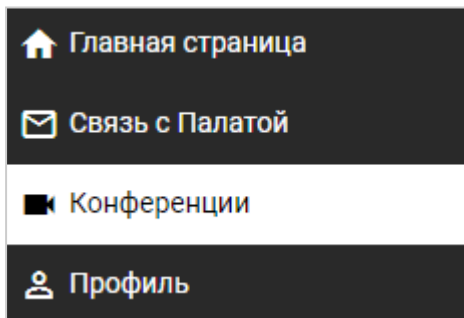 Главная страница
Связь с Палатой
Конференции
Профиль